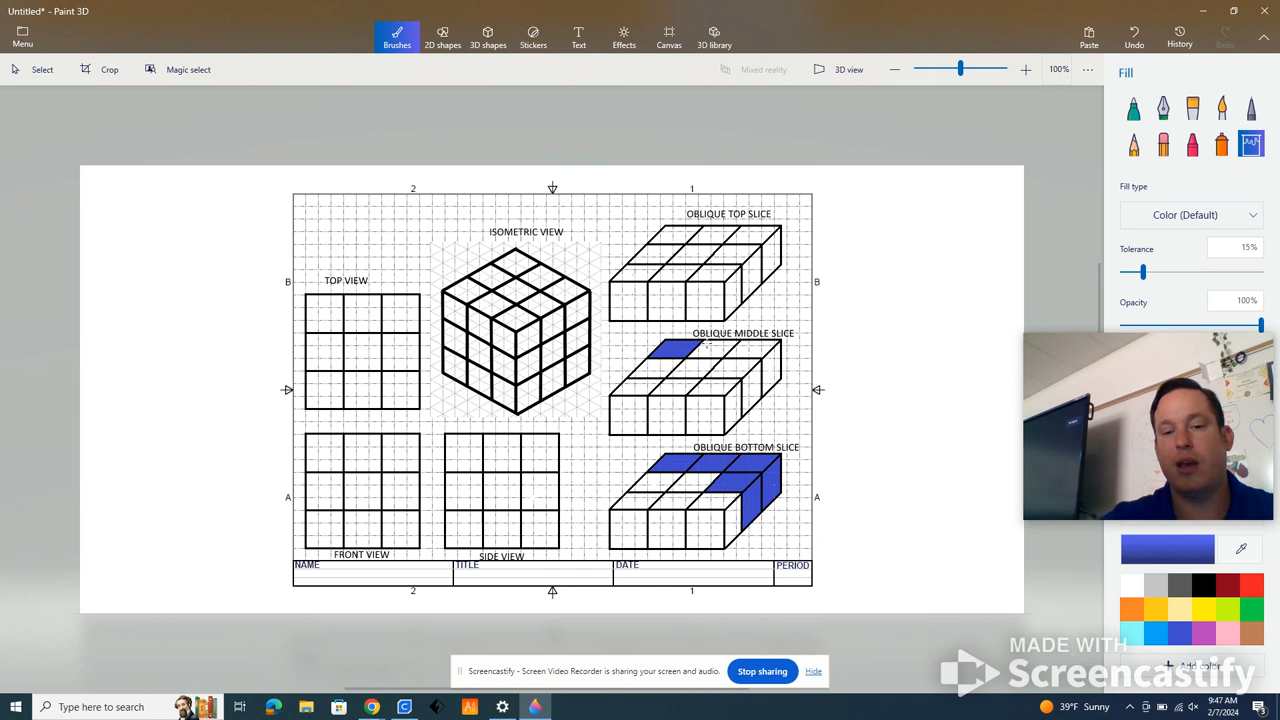 Untitled* - Paint 3D
Menu
Brushes
2D shapes
3D shapes
Stickers
Text
Effects
Canvas
3D library
Paste
Undo
History
Redo
Select
Crop
Magic select
Mixed reality
3D view
100%
Fill
Fill type
Color (Default)
Tolerance
15%
Opacity
100%
Add color
2
1
OBLIQUE TOP SLICE
ISOMETRIC VIEW
TOP VIEW
B
B
OBLIQUE MIDDLE SLICE
OBLIQUE BOTTOM SLICE
A
A
FRONT VIEW
SIDE VIEW
NAME
TITLE
DATE
PERIOD
2
1
MADE WITH
Screencastify
Screencastify - Screen Video Recorder is sharing your screen and audio.
Stop sharing
Hide
Type here to search
39°F Sunny
9:47 AM
2/7/2024
3